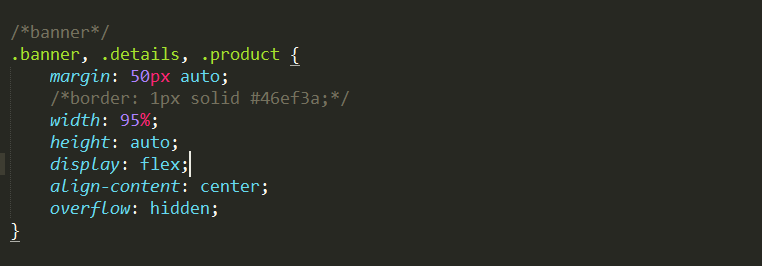 /*banner*/
.banner, .details, .product {
    margin: 50px auto;
    /*border: 1px solid #46ef3a;*/
    width: 95%;
    height: auto;
    display: flex;
    align-content: center;
    overflow: hidden;
}